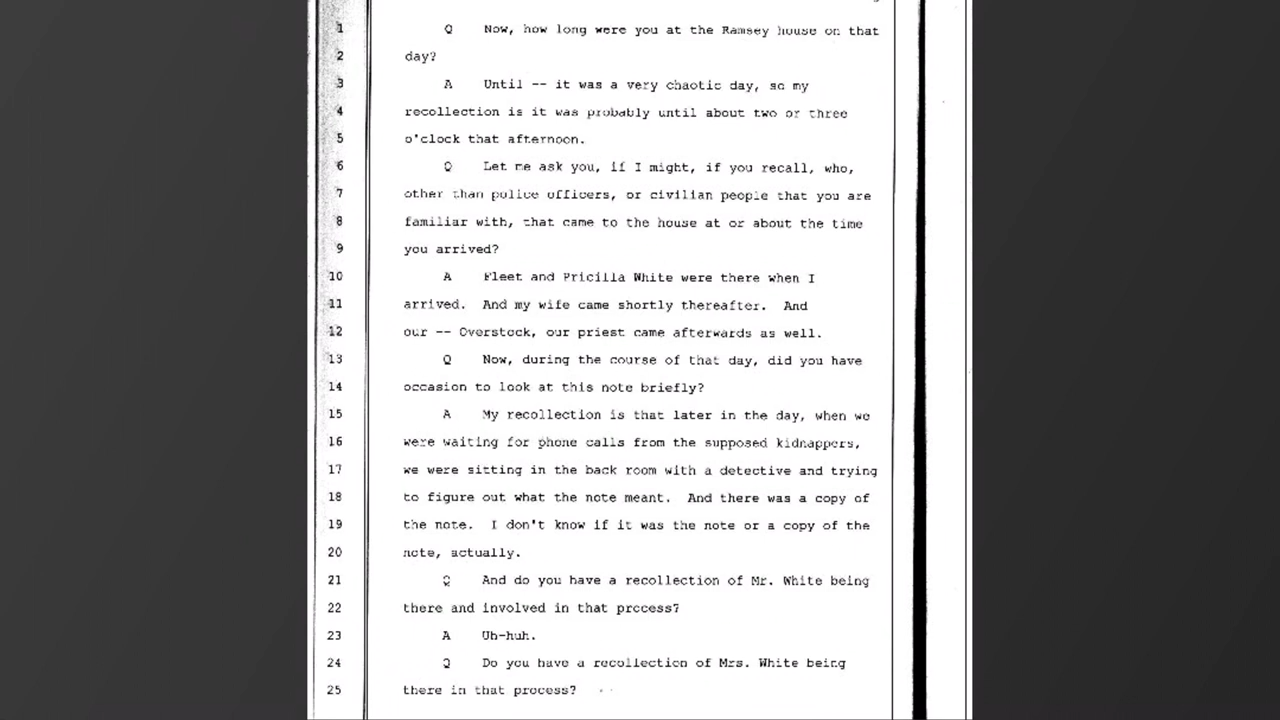 1 Q Now, how long were you at the Ramsey house on that
2 day?
3 A Until -- it was a very chaotic day, so my
4 recollection is it was probably until about two or three
5 o'clock that afternoon.
6 Q Let me ask you, if I might, if you recall, who,
7 other than police officers, or civilian people that you are
8 familiar with, that came to the house at or about the time
9 you arrived?
10 A Fleet and Pricilla White were there when I
11 arrived. And my wife came shortly thereafter. And
12 our -- Overstock, our priest came afterwards as well.
13 Q Now, during the course of that day, did you have
14 occasion to look at this note briefly?
15 A My recollection is that later in the day, when we
16 were waiting for phone calls from the supposed kidnappers,
17 we were sitting in the back room with a detective and trying
18 to figure out what the note meant. And there was a copy of
19 the note. I don't know if it was the note or a copy of the
20 note, actually.
21 Q And do you have a recollection of Mr. White being
22 there and involved in that process?
23 A Uh-huh.
24 Q Do you have a recollection of Mrs. White being
25 there in that process?